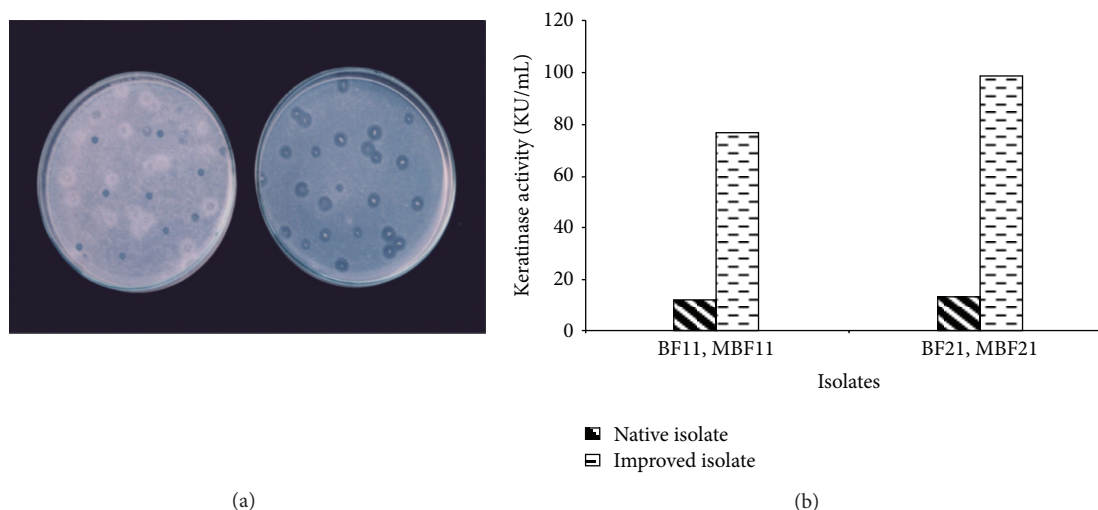 120
100
80
60
40
20
0
Keratinase activity (KU/mL)
BF11, MBF11
BF21, MBF21
Isolates
Native isolate
Improved isolate
(a)
(b)